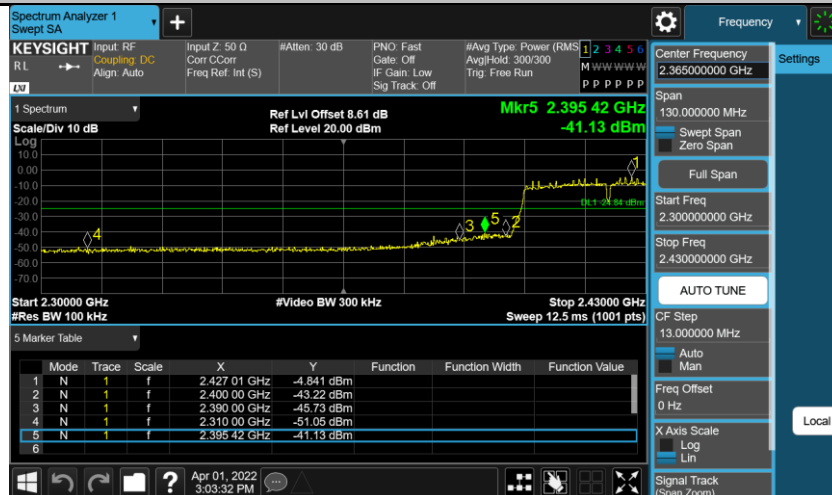 Spectrum Analyzer 1
Swept SA
Frequency
KEYSIGHT
RL
LXI
Input: RF
Coupling: DC
Align: Auto
Input Z: 50 Ω
Corr CCorr
Freq Ref: Int (S)
#Atten: 30 dB
PNO: Fast
Gate: Off
IF Gain: Low
Sig Track: Off
#Avg Type: Power (RMS
Avg|Hold: 300/300
Trig: Free Run
1 2 3 4 5 6
M W W W W W
P P P P P P
1 Spectrum
Scale/Div 10 dB
Ref Lvl Offset 8.61 dB
Ref Level 20.00 dBm
Mkr5 2.395 42 GHz
-41.13 dBm
Log
10.0
0.00
-10.0
-20.0
-30.0
-40.0
-50.0
-60.0
-70.0
1
DL1 -24.84 dBm
4
3
5
2
Start 2.30000 GHz
#Res BW 100 kHz
#Video BW 300 kHz
Stop 2.43000 GHz
Sweep 12.5 ms (1001 pts)
5 Marker Table
Mode Trace Scale X Y Function Function Width Function Value
1 N 1 f 2.427 01 GHz -4.841 dBm
2 N 1 f 2.400 00 GHz -43.22 dBm
3 N 1 f 2.390 00 GHz -45.73 dBm
4 N 1 f 2.310 00 GHz -51.05 dBm
5 N 1 f 2.395 42 GHz -41.13 dBm
6
?
Apr 01, 2022
3:03:32 PM
Center Frequency
2.365000000 GHz
Settings
Span
130.000000 MHz
Swept Span
Zero Span
Full Span
Start Freq
2.300000000 GHz
Stop Freq
2.430000000 GHz
AUTO TUNE
CF Step
13.000000 MHz
Auto
Man
Freq Offset
0 Hz
Local
X Axis Scale
Log
Lin
Signal Track
(Span Zoom)